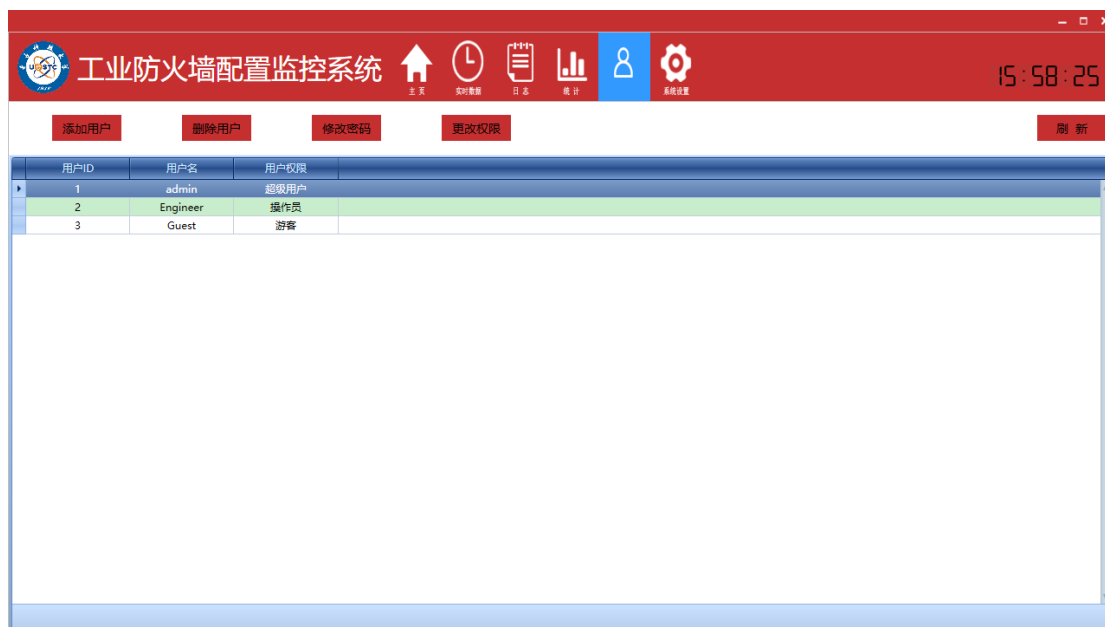 工业防火墙配置监控系统
主 页
实时数据
日 志
统 计
系统设置
15:58:25
添加用户
删除用户
修改密码
更改权限
刷 新
用户ID 用户名 用户权限
1 admin 超级用户
2 Engineer 操作员
3 Guest 游客